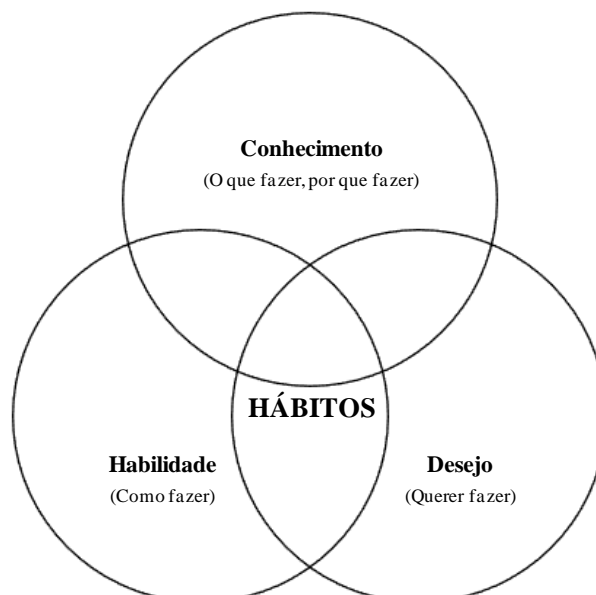 Conhecimento
(O que fazer, por que fazer)
HÁBITOS
Habilidade
(Como fazer)
Desejo
(Querer fazer)